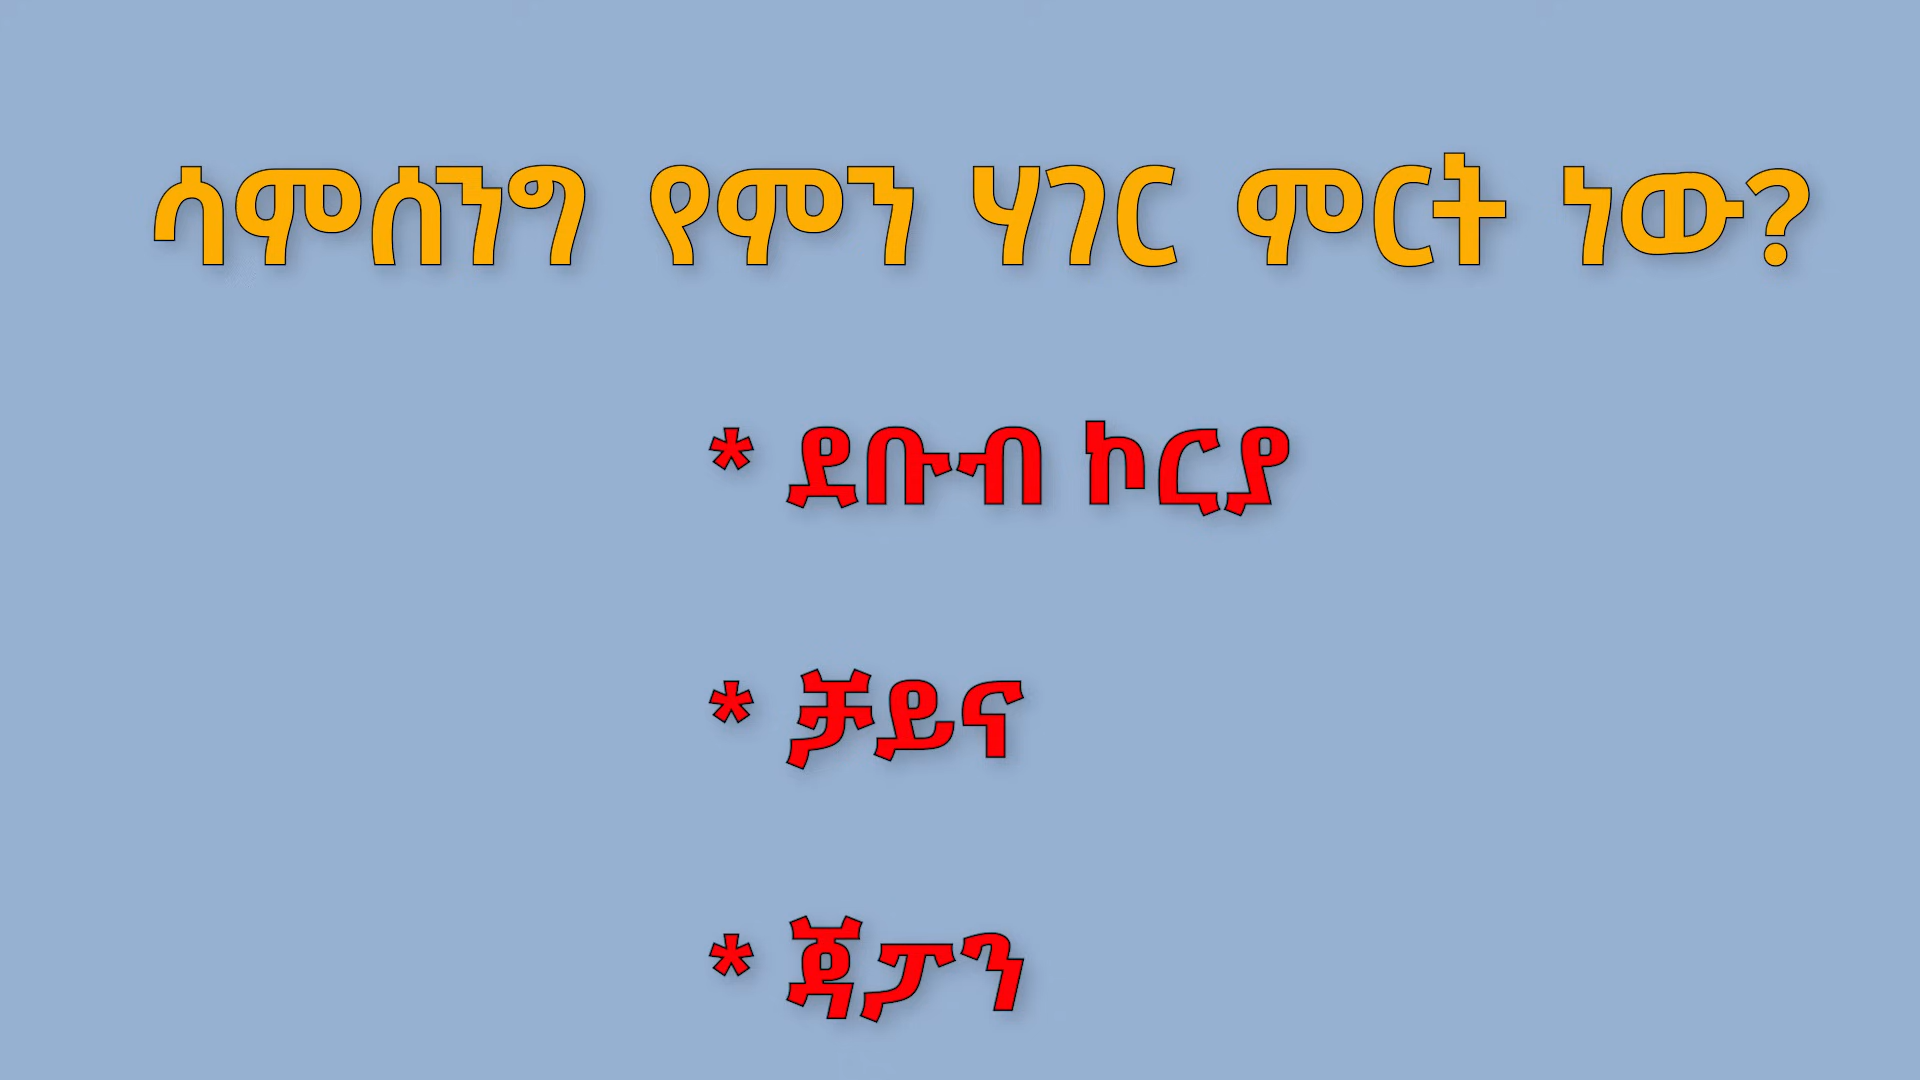 ሳምሰንግ የምን ሃገር ምርት ነው?
* ደቡብ ኮርያ
* ቻይና
* ጃፓን